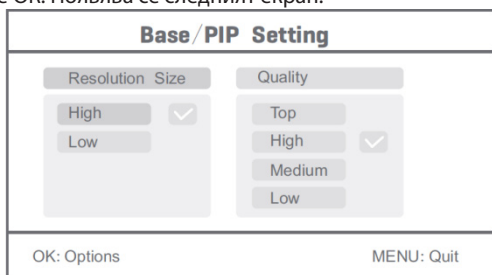 е ОК. Появява се следният екран:
Base/PIP Setting
Resolution Size
Quality
High
Low
Top
High
Medium
Low
OK: Options
MENU: Quit